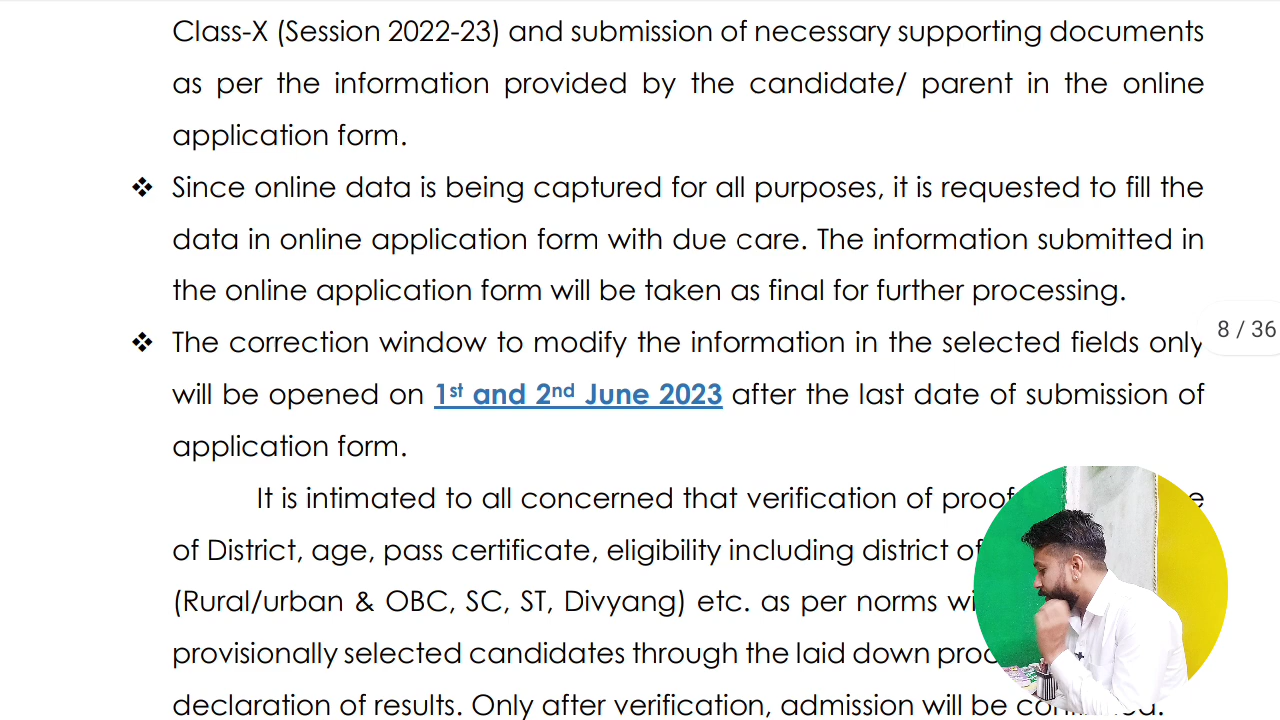 Class-X (Session 2022-23) and submission of necessary supporting documents
as per the information provided by the candidate/ parent in the online
application form.
❖ Since online data is being captured for all purposes, it is requested to fill the
data in online application form with due care. The information submitted in
the online application form will be taken as final for further processing.
❖ The correction window to modify the information in the selected fields only
8 / 36
will be opened on 1st and 2nd June 2023 after the last date of submission of
application form.
It is intimated to all concerned that verification of proof
of District, age, pass certificate, eligibility including district of
(Rural/urban & OBC, SC, ST, Divyang) etc. as per norms
provisionally selected candidates through the laid down
declaration of results. Only after verification, admission will be